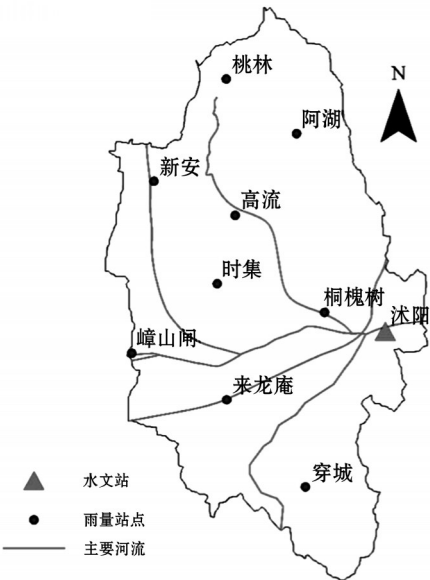 桃林
N
阿湖
新安
高流
时集
桐槐树
沭阳
嶂山闸
来龙庵
穿城
水文站
雨量站点
主要河流